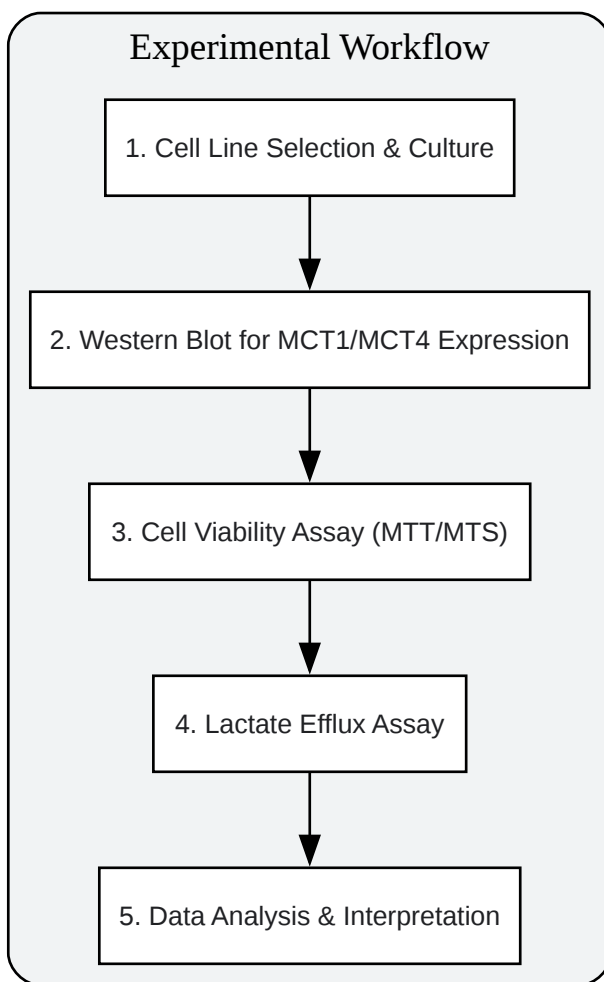 Experimental Workflow
1. Cell Line Selection & Culture
2. Western Blot for MCT1/MCT4 Expression
3. Cell Viability Assay (MTT/MTS)
4. Lactate Efflux Assay
5. Data Analysis & Interpretation